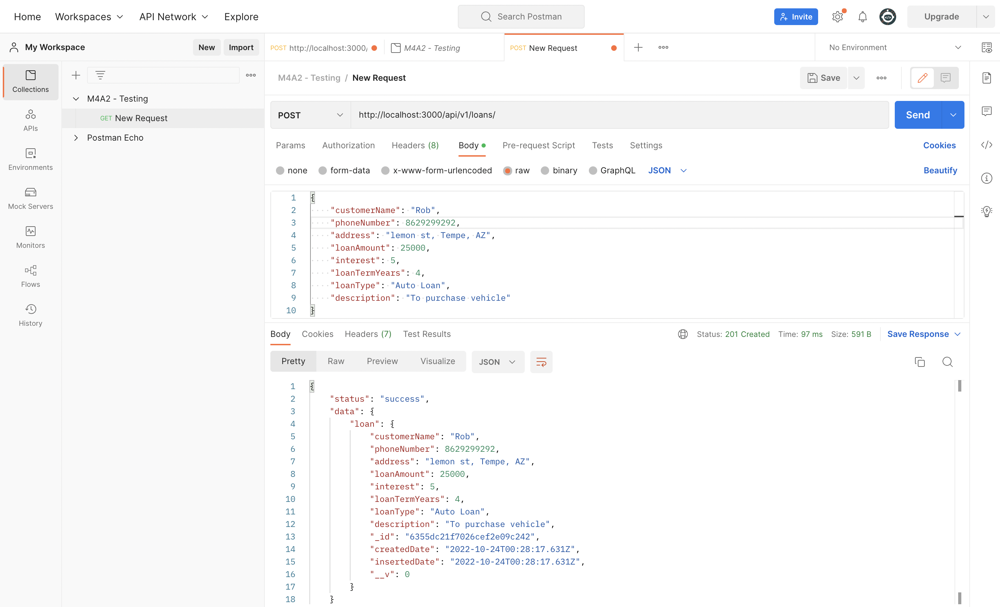 Home Workspaces API Network Explore Search Postman Invite Upgrade
My Workspace New Import POST http://localhost:3000/ M4A2 - Testing POST New Request No Environment
Collections
APIs
Environments
Mock Servers
Monitors
Flows
History
M4A2 - Testing
GET New Request
Postman Echo
M4A2 - Testing / New Request Save
POST http://localhost:3000/api/v1/loans/ Send
Params Authorization Headers (8) Body Pre-request Script Tests Settings Cookies
none form-data x-www-form-urlencoded raw binary GraphQL JSON Beautify
1 {
2 "customerName": "Rob",
3 "phoneNumber": 8629299292,
4 "address": "lemon st, Tempe, AZ",
5 "loanAmount": 25000,
6 "interest": 5,
7 "loanTermYears": 4,
8 "loanType": "Auto Loan",
9 "description": "To purchase vehicle"
10 }
Body Cookies Headers (7) Test Results Status: 201 Created Time: 97 ms Size: 591 B Save Response
Pretty Raw Preview Visualize JSON
1 {
2 "status": "success",
3 "data": {
4 "loan": {
5 "customerName": "Rob",
6 "phoneNumber": 8629299292,
7 "address": "lemon st, Tempe, AZ",
8 "loanAmount": 25000,
9 "interest": 5,
10 "loanTermYears": 4,
11 "loanType": "Auto Loan",
12 "description": "To purchase vehicle",
13 "_id": "6355dc21f7026cef2e09c242",
14 "createdDate": "2022-10-24T00:28:17.631Z",
15 "insertedDate": "2022-10-24T00:28:17.631Z",
16 "__v": 0
17 }
18 }